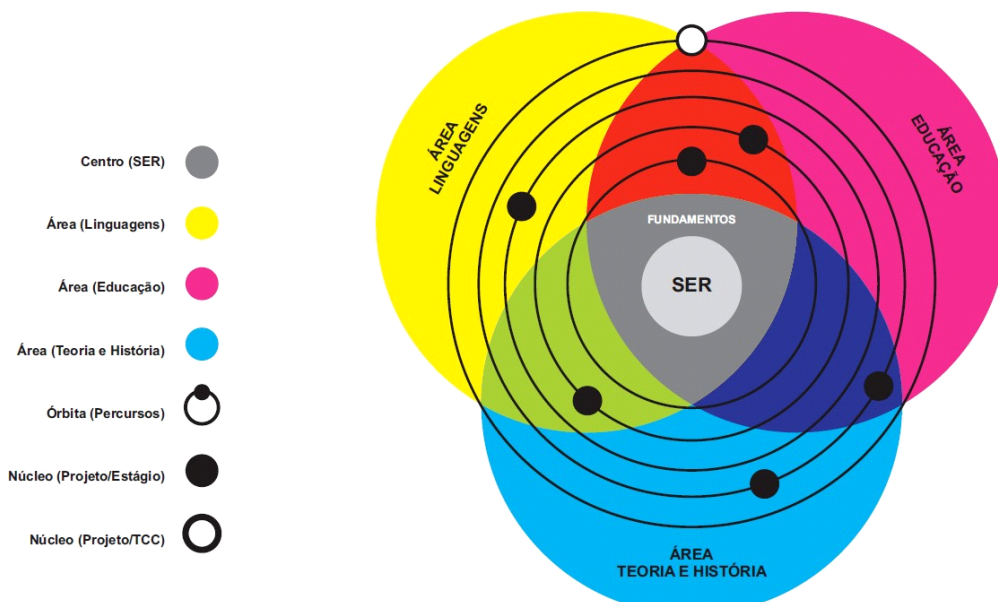 Centro (SER)
Área (Linguagens)
Área (Educação)
Área (Teoria e História)
Órbita (Percursos)
Núcleo (Projeto/Estágio)
Núcleo (Projeto/TCC)
ÁREA
LINGUAGENS
ÁREA
EDUCAÇÃO
FUNDAMENTOS
SER
ÁREA
TEORIA E HISTÓRIA